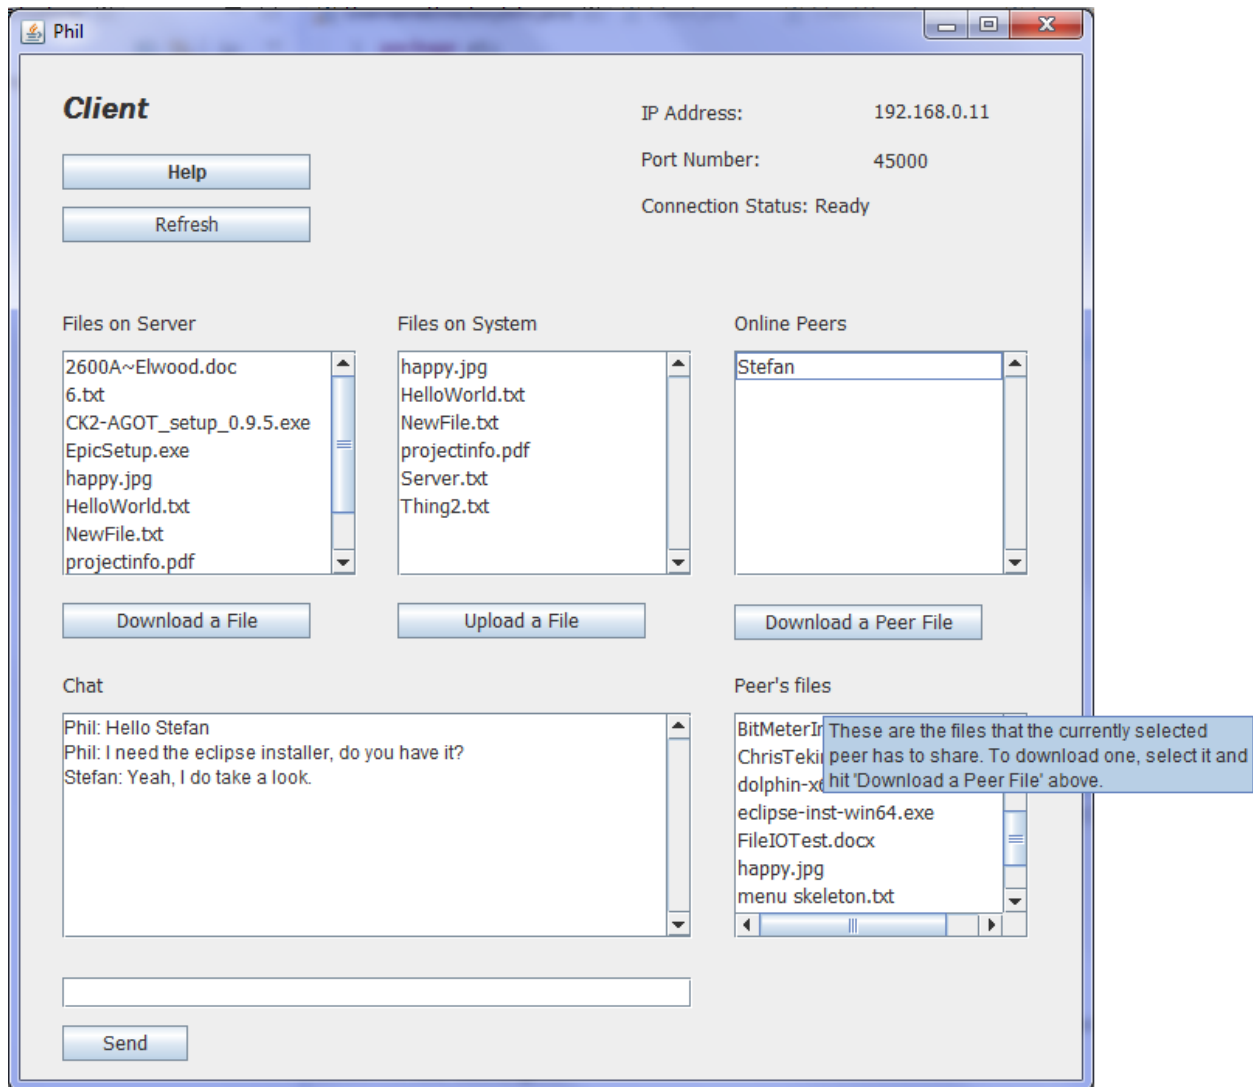 Phil
Client
IP Address: 192.168.0.11
Help
Port Number: 45000
Refresh
Connection Status: Ready
Files on Server
2600A~Elwood.doc
6.txt
CK2-AGOT_setup_0.9.5.exe
EpicSetup.exe
happy.jpg
HelloWorld.txt
NewFile.txt
projectinfo.pdf
Files on System
happy.jpg
HelloWorld.txt
NewFile.txt
projectinfo.pdf
Server.txt
Thing2.txt
Online Peers
Stefan
Download a File
Upload a File
Download a Peer File
Chat
Phil: Hello Stefan
Phil: I need the eclipse installer, do you have it?
Stefan: Yeah, I do take a look.
Peer's files
These are the files that the currently selected
peer has to share. To download one, select it and
hit 'Download a Peer File' above.
eclipse-inst-win64.exe
FileIOTest.docx
happy.jpg
menu skeleton.txt
Send